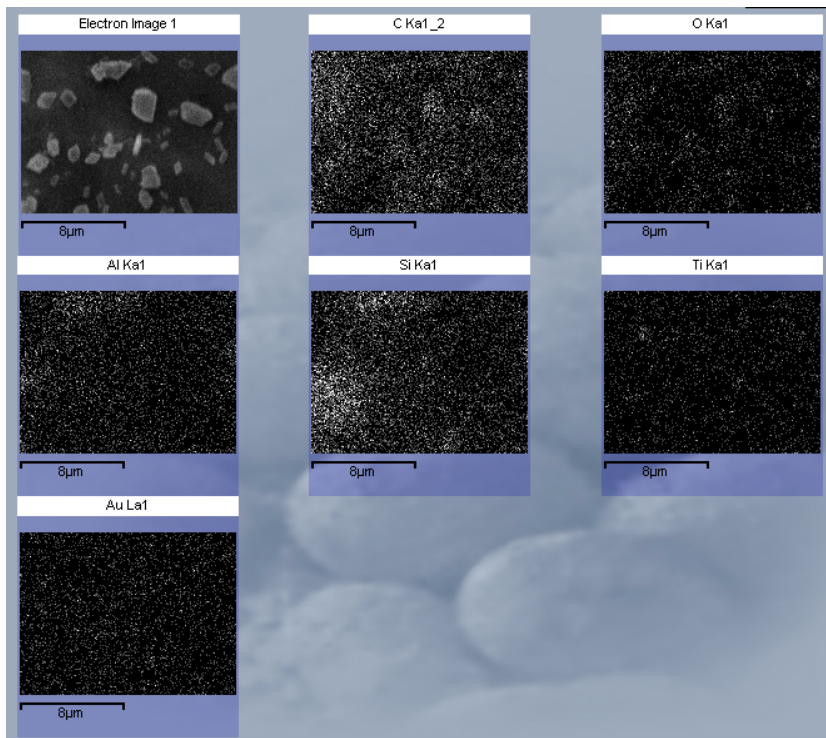 Electron Image 1
C Ka1_2
O Ka1
8µm
8µm
8µm
Al Ka1
Si Ka1
Ti Ka1
8µm
8µm
8µm
Au La1
8µm